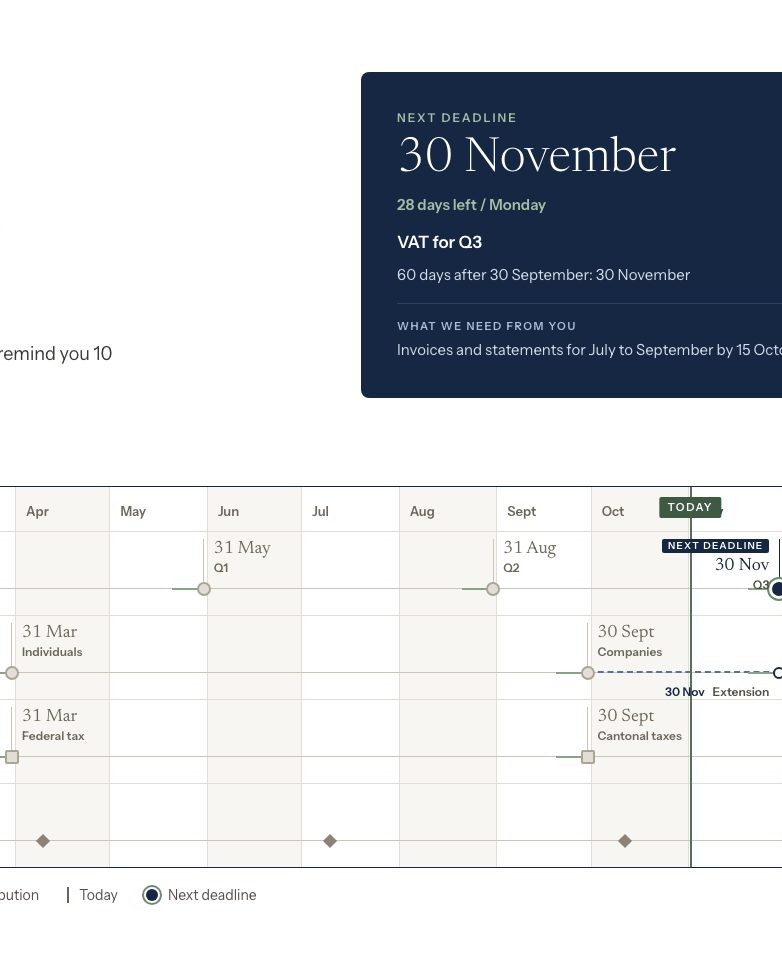 NEXT DEADLINE
30 November
28 days left / Monday
VAT for Q3
60 days after 30 September: 30 November
WHAT WE NEED FROM YOU
Invoices and statements for July to September by 15
remind you 10
Apr May Jun Jul Aug Sept Oct TODAY
31 May
Q1
31 Aug
Q2
NEXT DEADLINE
30 Nov
Q3
31 Mar
Individuals
30 Sept
Companies
30 Nov Extension
31 Mar
Federal tax
30 Sept
Cantonal taxes
Today
Next deadline